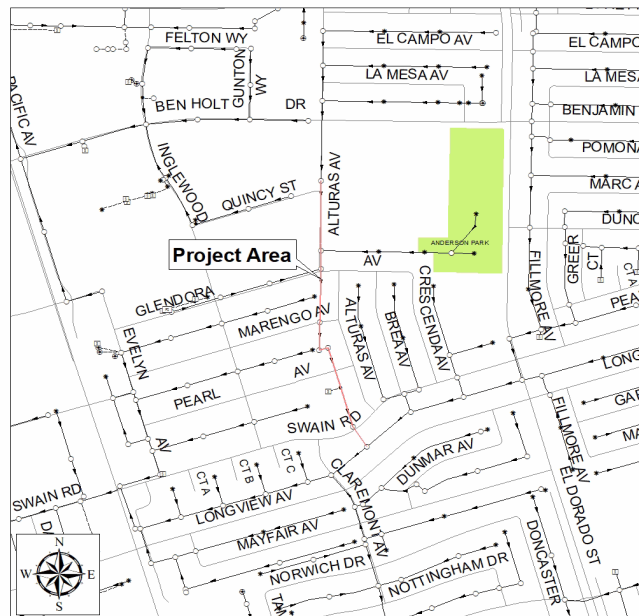 FELTON WY
EL CAMPO AV
EL CAMPO
LA MESA AV
LA MESA
GUNTON
WY
PACIFIC AV
BEN HOLT
DR
BENJAMIN
POMONA
INGLEWOOD
QUINCY ST
ALTURAS AV
MARC A
DUNC
ANDERSON PARK
Project Area
AV
FILLMORE AV
GREER
CT
CT A
GLENDORA
MARENGO AV
ALTURAS AV
BREA AV
CRESCENDA AV
PEARL
EVELYN
AV
PEARL
AV
LONG
SWAIN RD
FILLMORE AV
GAR
MA
CT A
CT B
CT C
CLAREMONT AV
DUNMAR AV
EL DORADO ST
SWAIN RD
LONGVIEW AV
MAYFAIR AV
NORWICH DR
NOTTINGHAM DR
DONCASTER
N
W
E
S